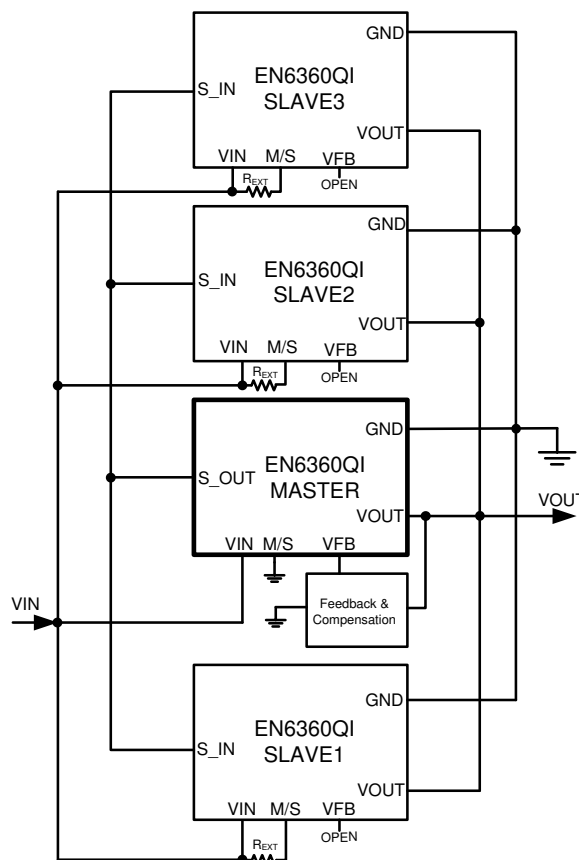 GND
EN6360QI
SLAVE3
S_IN
VOUT
VIN M/S VFB
REXT
OPEN
GND
EN6360QI
SLAVE2
S_IN
VOUT
VIN M/S VFB
REXT
OPEN
GND
EN6360QI
MASTER
S_OUT
VOUT
VOUT
VIN M/S VFB
VIN
Feedback &
Compensation
GND
EN6360QI
SLAVE1
S_IN
VOUT
VIN M/S VFB
REXT
OPEN